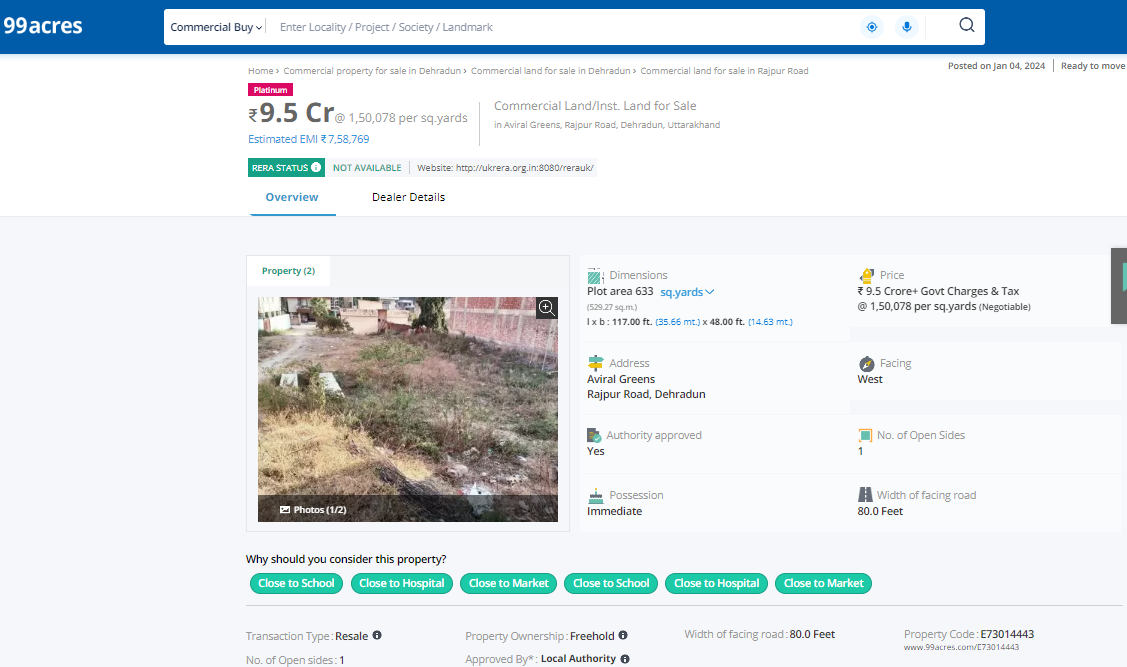 99acres
Commercial Buy
Enter Locality / Project / Society / Landmark
Home › Commercial property for sale in Dehradun › Commercial land for sale in Dehradun › Commercial land for sale in Rajpur Road
Posted on Jan 04, 2024 Ready to move
Platinum
₹9.5 Cr@ 1,50,078 per sq.yards
Estimated EMI ₹7,58,769
Commercial Land/Inst. Land for Sale
in Aviral Greens, Rajpur Road, Dehradun, Uttarakhand
RERA STATUS NOT AVAILABLE Website: http://ukrera.org.in:8080/rerauk/
Overview Dealer Details
Property (2)
Photos (1/2)
Dimensions
Plot area 633 sq.yards
(529.27 sq.m.)
l x b : 117.00 ft. (35.66 mt.) x 48.00 ft. (14.63 mt.)
Price
₹ 9.5 Crore+ Govt Charges & Tax
@ 1,50,078 per sq.yards (Negotiable)
Address
Aviral Greens
Rajpur Road, Dehradun
Facing
West
Authority approved
Yes
No. of Open Sides
1
Possession
Immediate
Width of facing road
80.0 Feet
Why should you consider this property?
Close to School Close to Hospital Close to Market Close to School Close to Hospital Close to Market
Transaction Type: Resale Property Ownership: Freehold Width of facing road: 80.0 Feet Property Code: E73014443
www.99acres.com/E73014443
No. of Open sides: 1 Approved By*: Local Authority